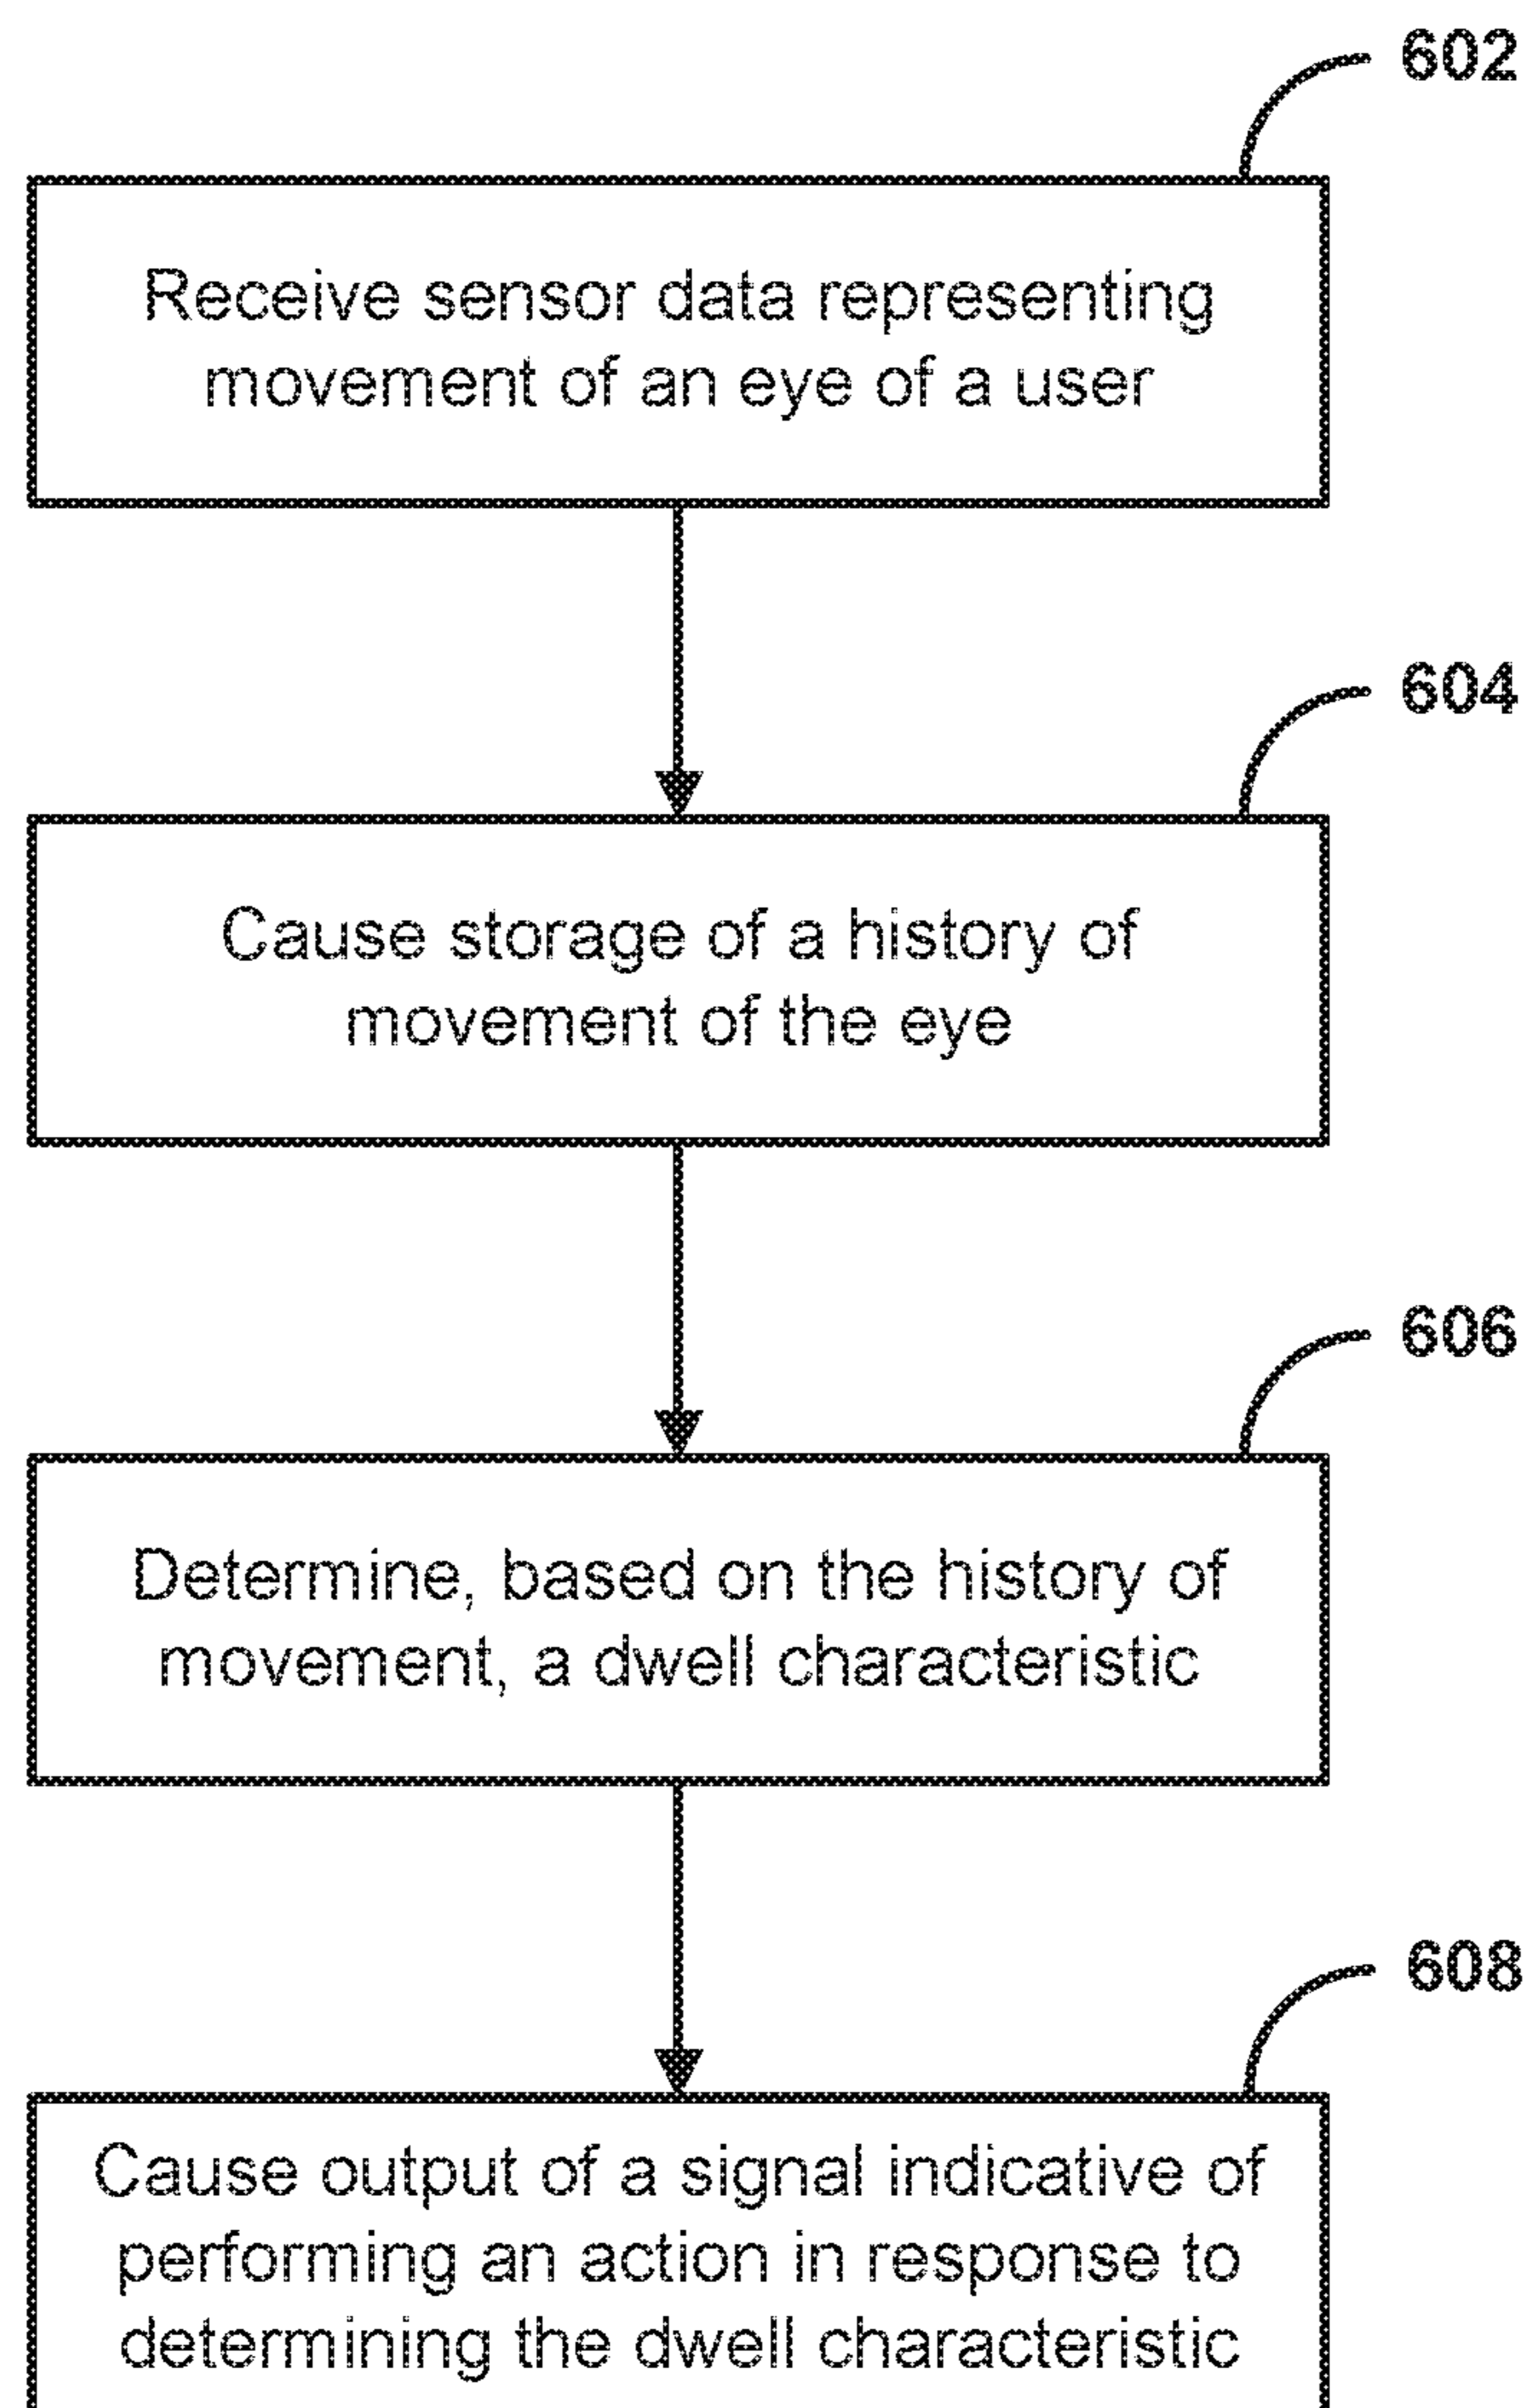 602
Receive sensor data representing
movement of an eye of a user
604
Cause storage of a history of
movement of the eye
606
Determine, based on the history of
movement, a dwell characteristic
608
Cause output of a signal indicative of
performing an action in response to
determining the dwell characteristic